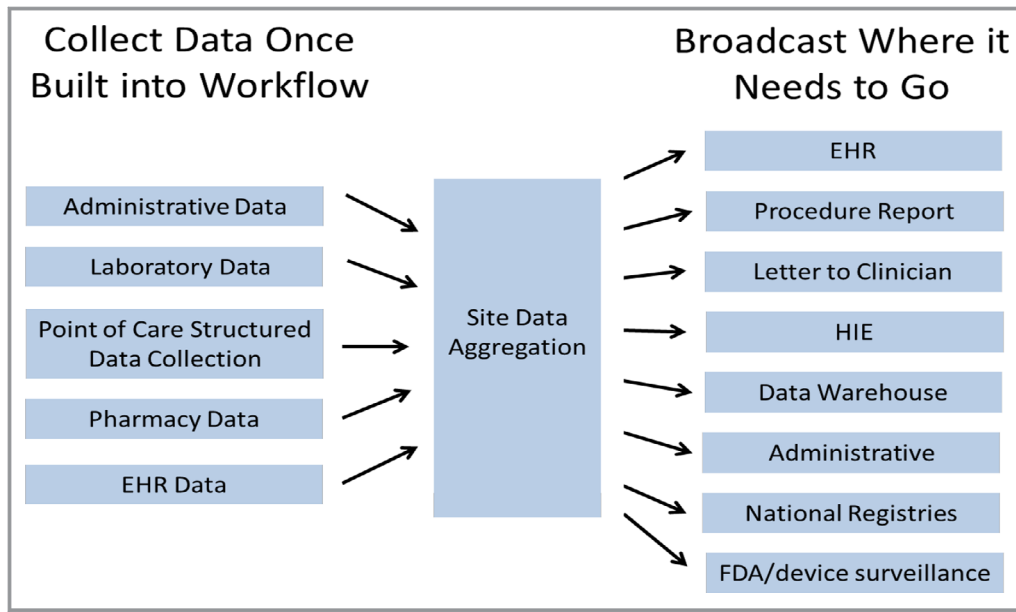 Collect Data Once
Built into Workflow
Administrative Data
Laboratory Data
Point of Care Structured
Data Collection
Pharmacy Data
EHR Data
Site Data
Aggregation
Broadcast Where it
Needs to Go
EHR
Procedure Report
Letter to Clinician
HIE
Data Warehouse
Administrative
National Registries
FDA/device surveillance